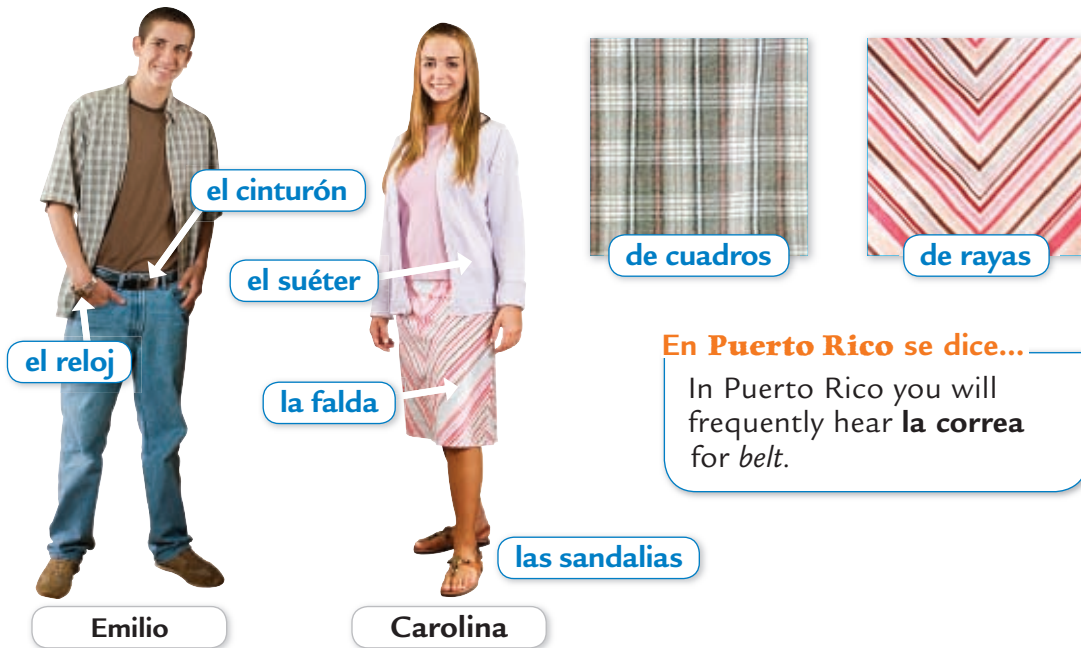 el cinturón
el suéter
el reloj
la falda
las sandalias
Emilio
Carolina
de cuadros
de rayas
En Puerto Rico se dice...
In Puerto Rico you will
frequently hear la correa
for belt.